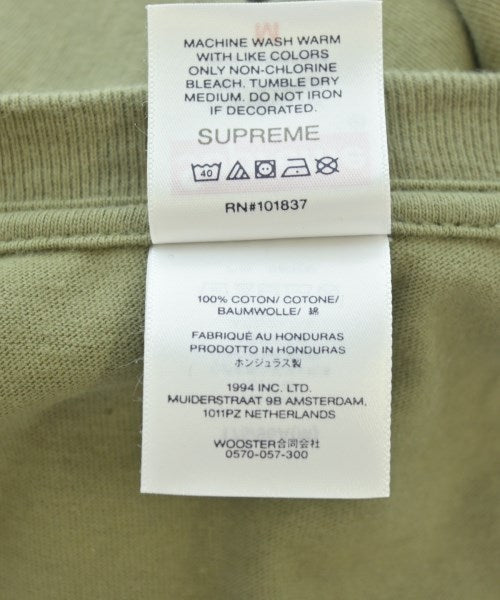 MACHINE WASH WARM
WITH LIKE COLORS
ONLY NON-CHLORINE
BLEACH. TUMBLE DRY
MEDIUM. DO NOT IRON
IF DECORATED.
SUPREME
40
RN#101837
100% COTON/ COTONE/
BAUMWOLLE/ 綿
FABRIQUÉ AU HONDURAS
PRODOTTO IN HONDURAS
ホンジュラス製
1994 INC. LTD.
MUIDERSTRAAT 9B AMSTERDAM,
1011PZ NETHERLANDS
WOOSTER合同会社
0570-057-300